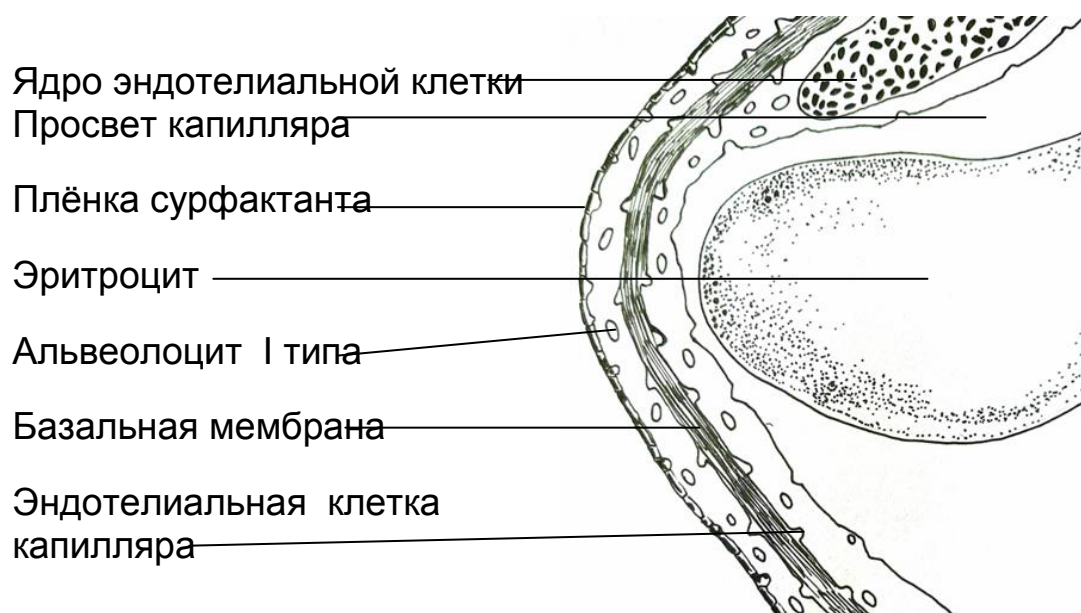 Ядро эндотелиальной клетки
Просвет капилляра
Плёнка сурфактанта
Эритроцит
Альвеолоцит I типа
Базальная мембрана
Эндотелиальная клетка
капилляра